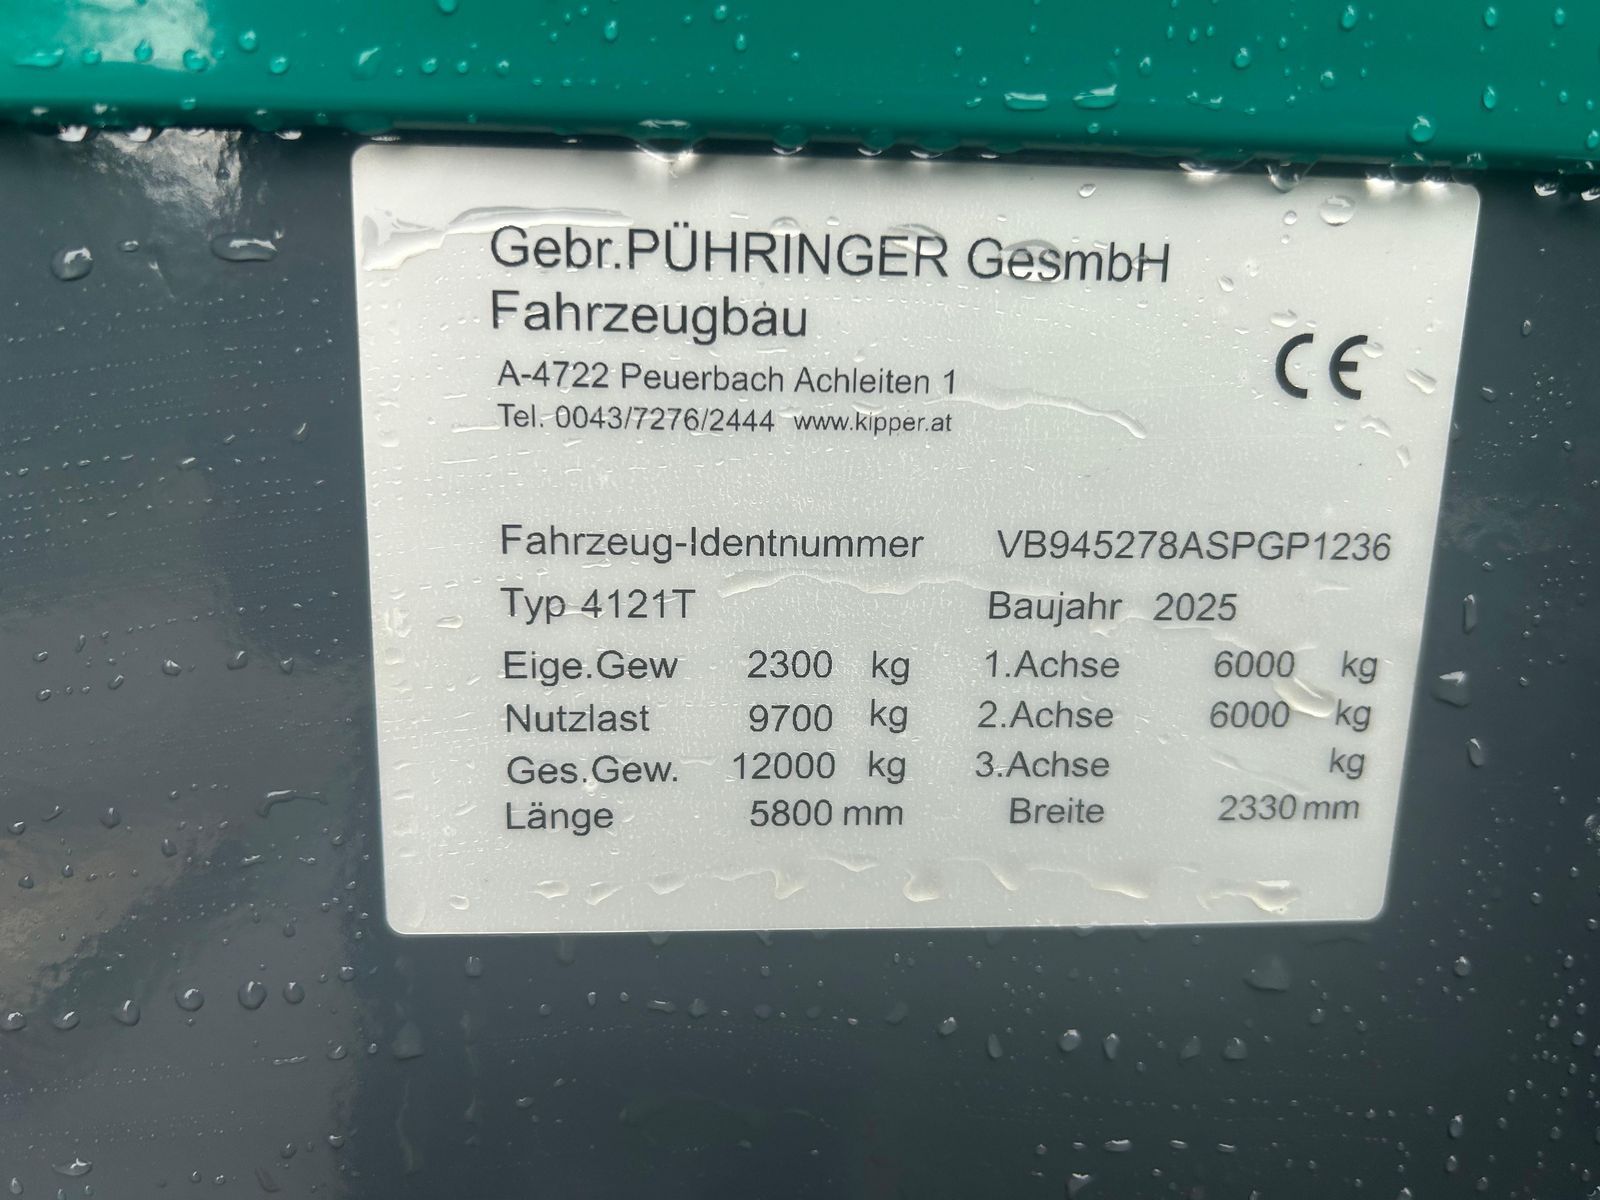 Gebr.PÜHRINGER GesmbH
Fahrzeugbau
CE
A-4722 Peuerbach Achleiten 1
Tel. 0043/7276/2444 www.kipper.at
Fahrzeug-Identnummer VB945278ASPGP1236
Typ 4121T Baujahr 2025
Eige.Gew 2300 kg 1.Achse 6000 kg
Nutzlast 9700 kg 2.Achse 6000 kg
Ges.Gew. 12000 kg 3.Achse kg
Länge 5800 mm Breite 2330 mm